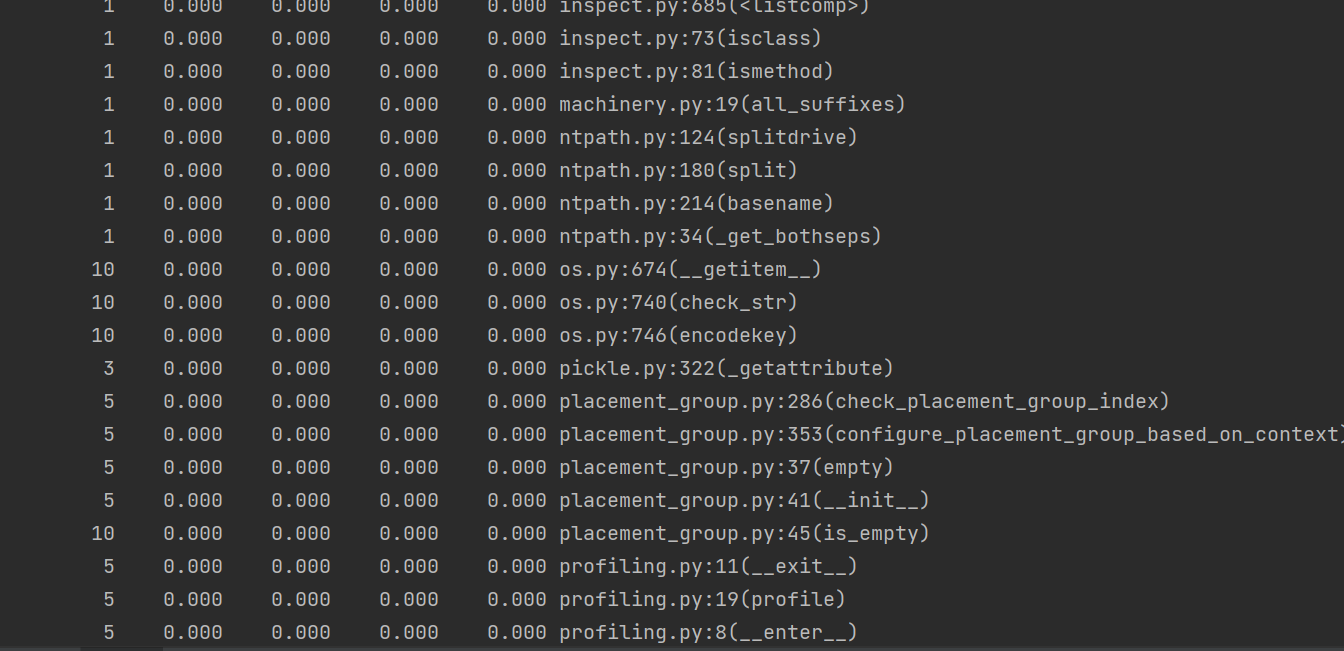 1 0.000 0.000 0.000 0.000 inspect.py:685(<listcomp>)
1 0.000 0.000 0.000 0.000 inspect.py:73(isclass)
1 0.000 0.000 0.000 0.000 inspect.py:81(ismethod)
1 0.000 0.000 0.000 0.000 machinery.py:19(all_suffixes)
1 0.000 0.000 0.000 0.000 ntpath.py:124(splitdrive)
1 0.000 0.000 0.000 0.000 ntpath.py:180(split)
1 0.000 0.000 0.000 0.000 ntpath.py:214(basename)
1 0.000 0.000 0.000 0.000 ntpath.py:34(_get_bothseps)
10 0.000 0.000 0.000 0.000 os.py:674(__getitem__)
10 0.000 0.000 0.000 0.000 os.py:740(check_str)
10 0.000 0.000 0.000 0.000 os.py:746(encodekey)
3 0.000 0.000 0.000 0.000 pickle.py:322(_getattribute)
5 0.000 0.000 0.000 0.000 placement_group.py:286(check_placement_group_index)
5 0.000 0.000 0.000 0.000 placement_group.py:353(configure_placement_group_based_on_context)
5 0.000 0.000 0.000 0.000 placement_group.py:37(empty)
5 0.000 0.000 0.000 0.000 placement_group.py:41(__init__)
10 0.000 0.000 0.000 0.000 placement_group.py:45(is_empty)
5 0.000 0.000 0.000 0.000 profiling.py:11(__exit__)
5 0.000 0.000 0.000 0.000 profiling.py:19(profile)
5 0.000 0.000 0.000 0.000 profiling.py:8(__enter__)